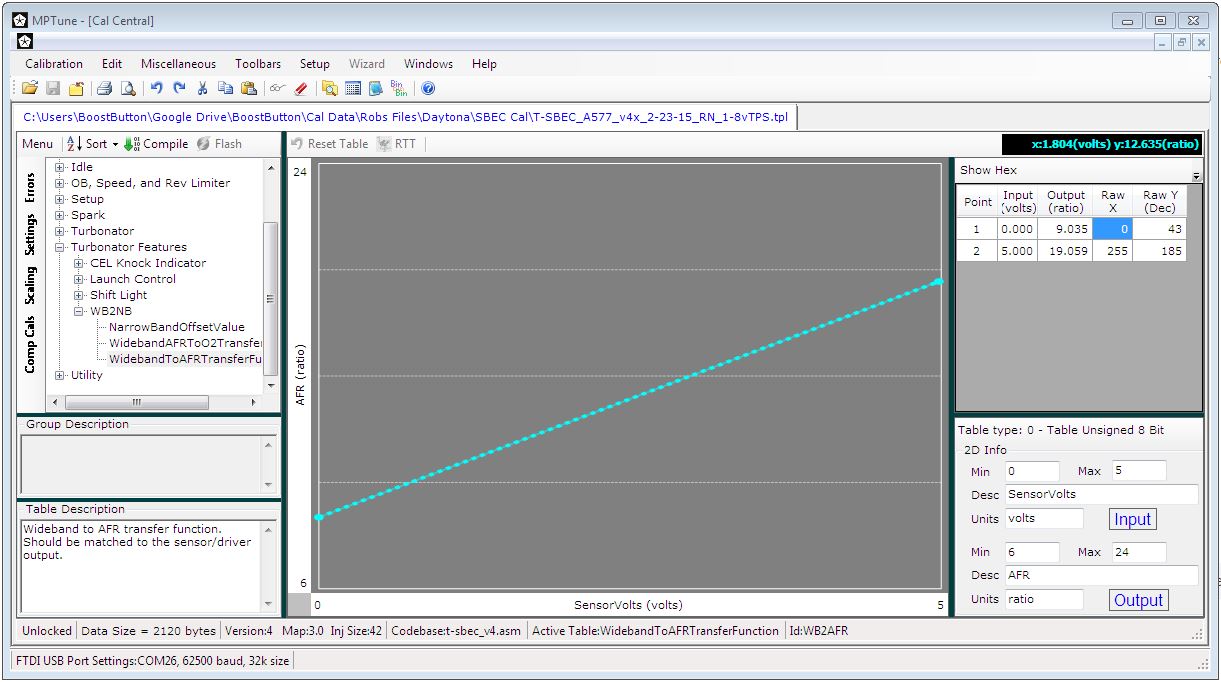 MPTune - [Cal Central]
Calibration Edit Miscellaneous Toolbars Setup Wizard Windows Help
Bin Bin
C:\Users\BoostButton\Google Drive\BoostButton\Cal Data\Robs Files\Daytona\SBEC Cal\T-SBEC_A577_v4x_2-23-15_RN_1-8vTPS.tpl
Menu Sort Compile Flash
Reset Table RTT
x:1.804(volts) y:12.635(ratio)
Errors
Settings
Scaling
Comp Cals
Idle
OB, Speed, and Rev Limiter
Setup
Spark
Turbonator
Turbonator Features
CEL Knock Indicator
Launch Control
Shift Light
WB2NB
NarrowBandOffsetValue
WidebandAFRToO2Transfer
WidebandToAFRTransferFu
Utility
Group Description
Table Description
Wideband to AFR transfer function.
Should be matched to the sensor/driver
output.
24
AFR (ratio)
6
0 SensorVolts (volts) 5
Show Hex
Point Input (volts) Output (ratio) Raw X Raw Y (Dec)
1 0.000 9.035 0 43
2 5.000 19.059 255 185
Table type: 0 - Table Unsigned 8 Bit
2D Info
Min 0 Max 5
Desc SensorVolts
Units volts Input
Min 6 Max 24
Desc AFR
Units ratio Output
Unlocked Data Size = 2120 bytes Version:4 Map:3.0 Inj Size:42 Codebase:t-sbec_v4.asm Active Table:WidebandToAFRTransferFunction Id:WB2AFR
FTDI USB Port Settings:COM26, 62500 baud, 32k size